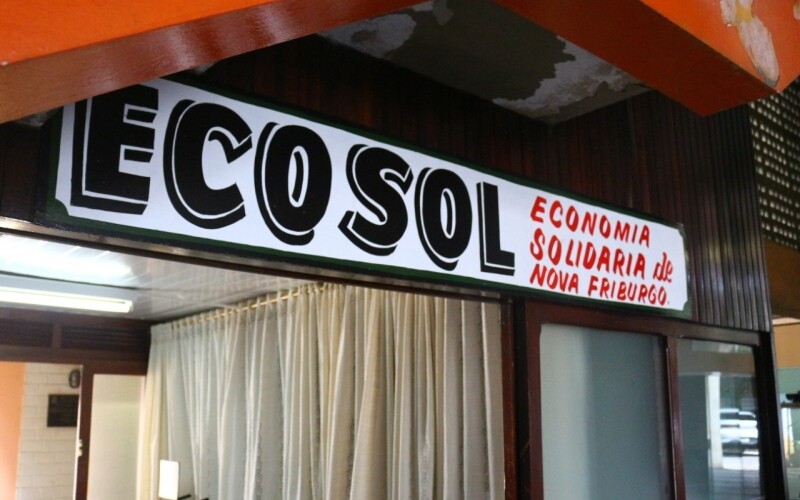 ECOSOL
ECONOMIA
SOLIDARIA de
NOVA FRIBURGO.